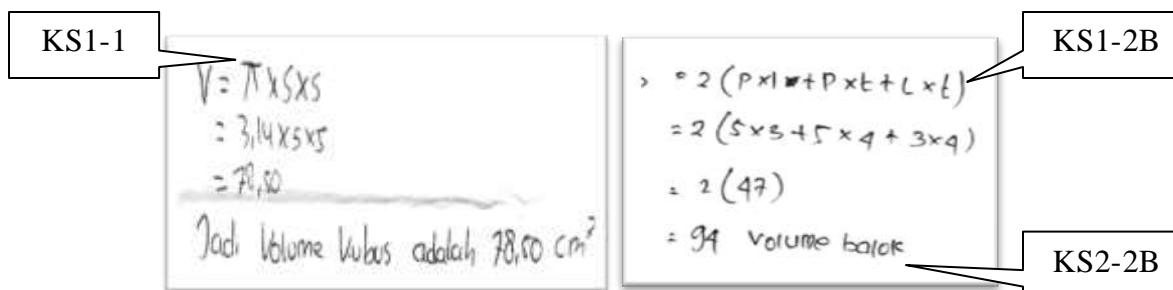 KS1-1
V = π x 5 x 5
= 3,14 x 5 x 5
= 78,50
Jadi Volume kubus adalah 78,50 cm³
KS1-2B
= 2 (P x l + P x t + L x t)
= 2 (5 x 3 + 5 x 4 + 3 x 4)
= 2 (47)
= 94 volume balok
KS2-2B